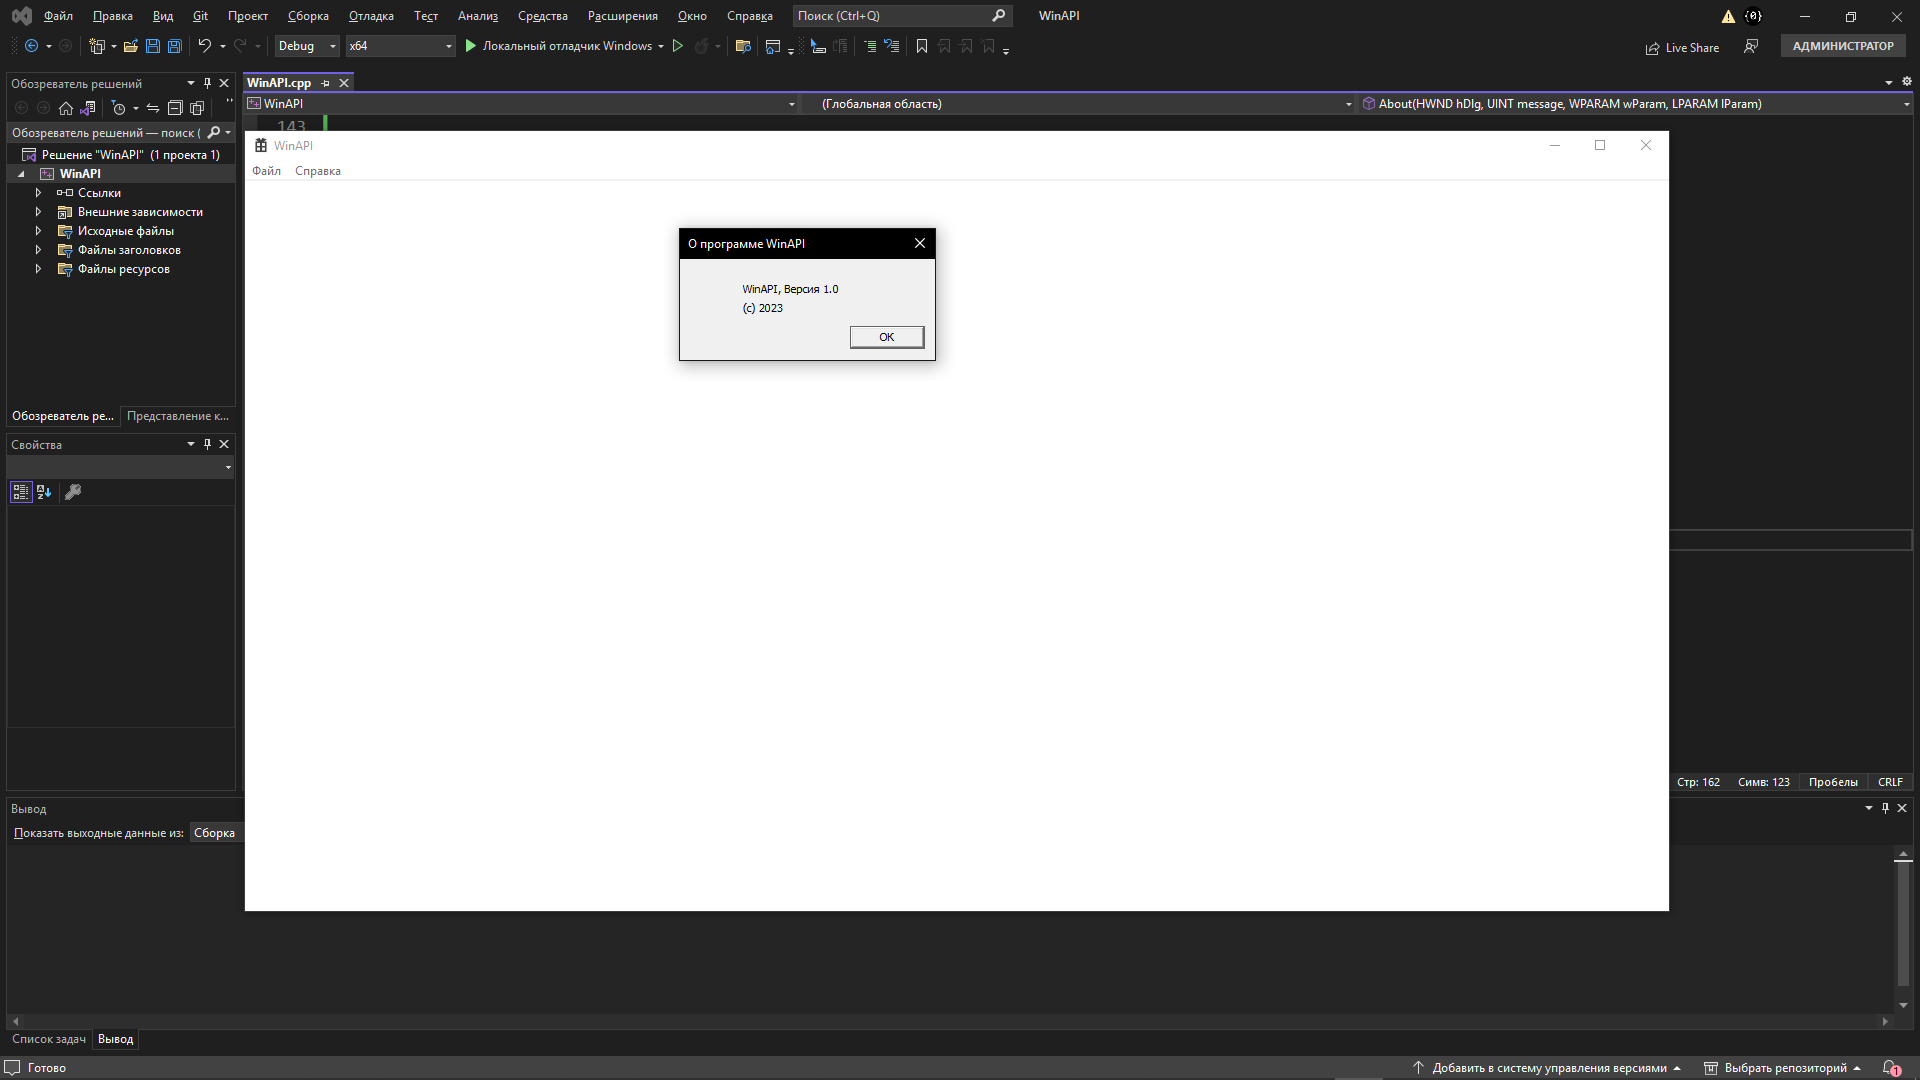 Файл Правка Вид Git Проект Сборка Отладка Тест Анализ Средства Расширения Окно Справка Поиск (Ctrl+Q) WinAPI
Debug x64 Локальный отладчик Windows Live Share АДМИНИСТРАТОР
Обозреватель решений
WinAPI.cpp
WinAPI (Глобальная область) About(HWND hDlg, UINT message, WPARAM wParam, LPARAM lParam)
143
Обозреватель решений — поиск (
Решение "WinAPI" (1 проекта 1)
WinAPI
Ссылки
Внешние зависимости
Исходные файлы
Файлы заголовков
Файлы ресурсов
Обозреватель ре... Представление к...
Свойства
WinAPI
Файл Справка
О программе WinAPI
WinAPI, Версия 1.0
(c) 2023
ОК
Стр: 162 Симв: 123 Пробелы CRLF
Вывод
Показать выходные данные из: Сборка
Список задач Вывод
Готово Добавить в систему управления версиями Выбрать репозиторий 1